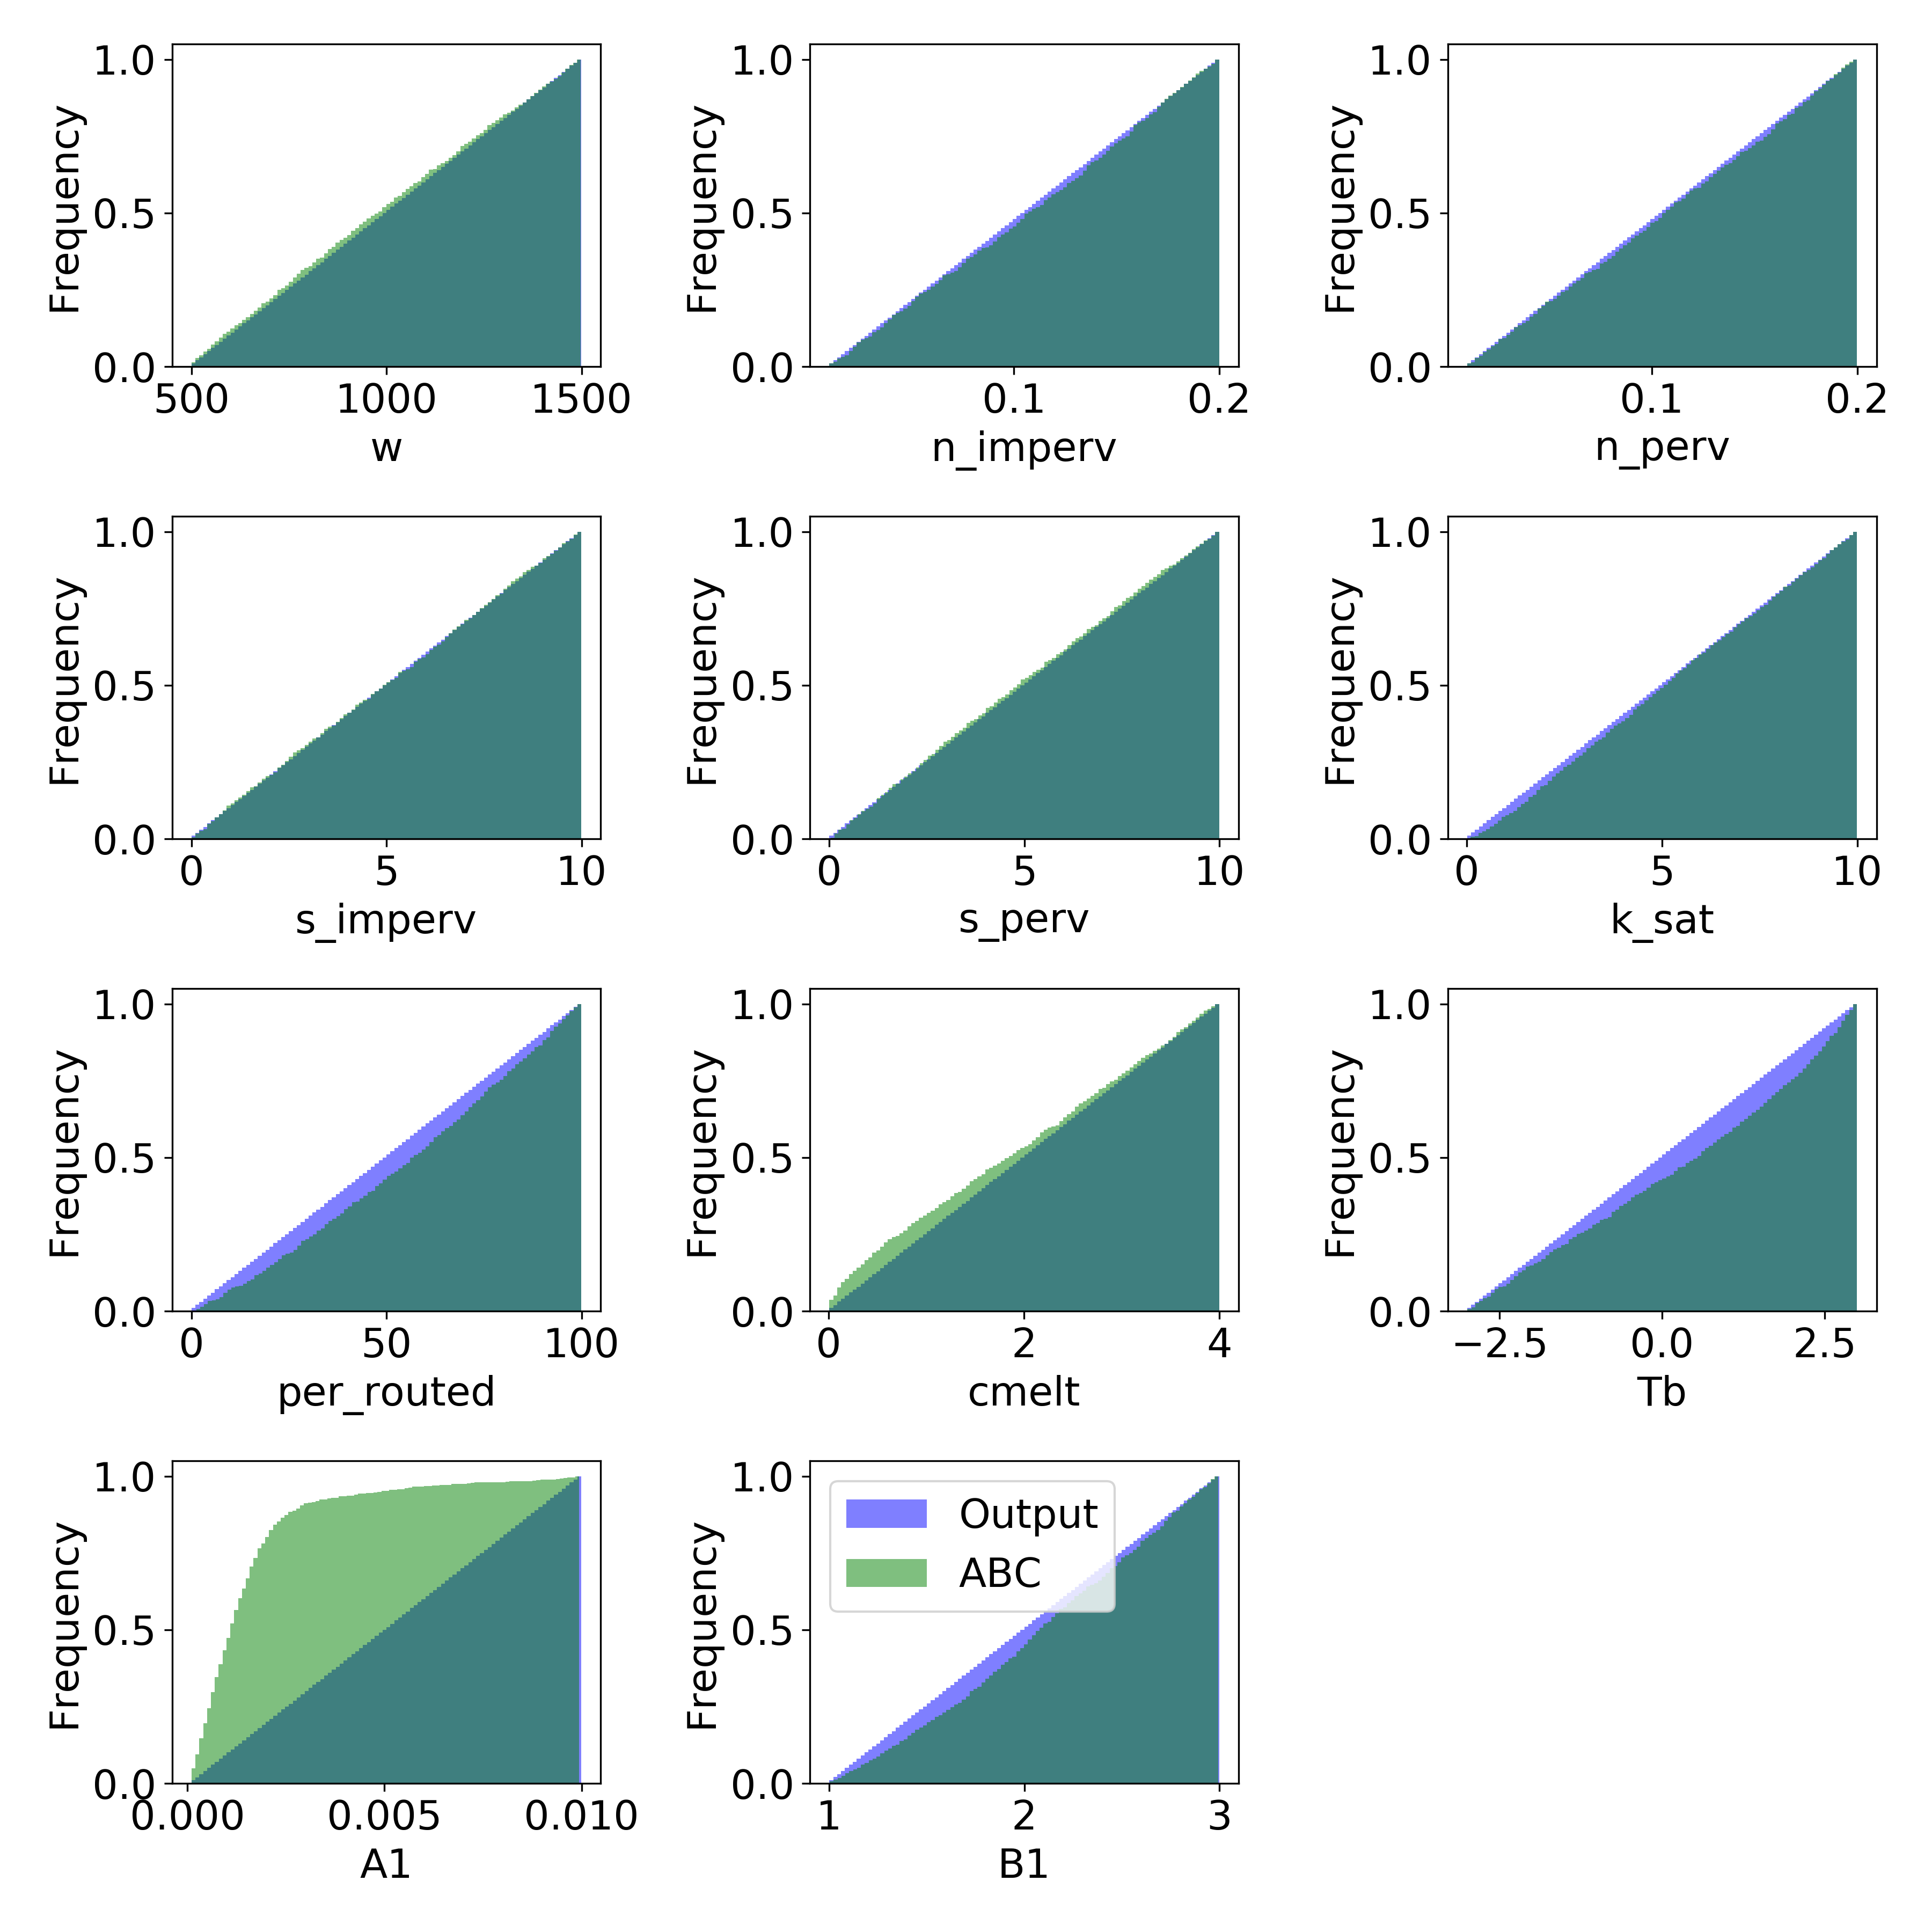 1.0 1.0 1.0
Frequency Frequency Frequency
0.5 0.5 0.5
0.0 0.0 0.0
500 1000 1500 0.1 0.2 0.1 0.2
w n_imperv n_perv
1.0 1.0 1.0
Frequency Frequency Frequency
0.5 0.5 0.5
0.0 0.0 0.0
0 5 10 0 5 10 0 5 10
s_imperv s_perv k_sat
1.0 1.0 1.0
Frequency Frequency Frequency
0.5 0.5 0.5
0.0 0.0 0.0
0 50 100 0 2 4 −2.5 0.0 2.5
per_routed cmelt Tb
1.0 1.0
Output
Frequency Frequency
ABC
0.5 0.5
0.0 0.0
0.000 0.005 0.010 1 2 3
A1 B1